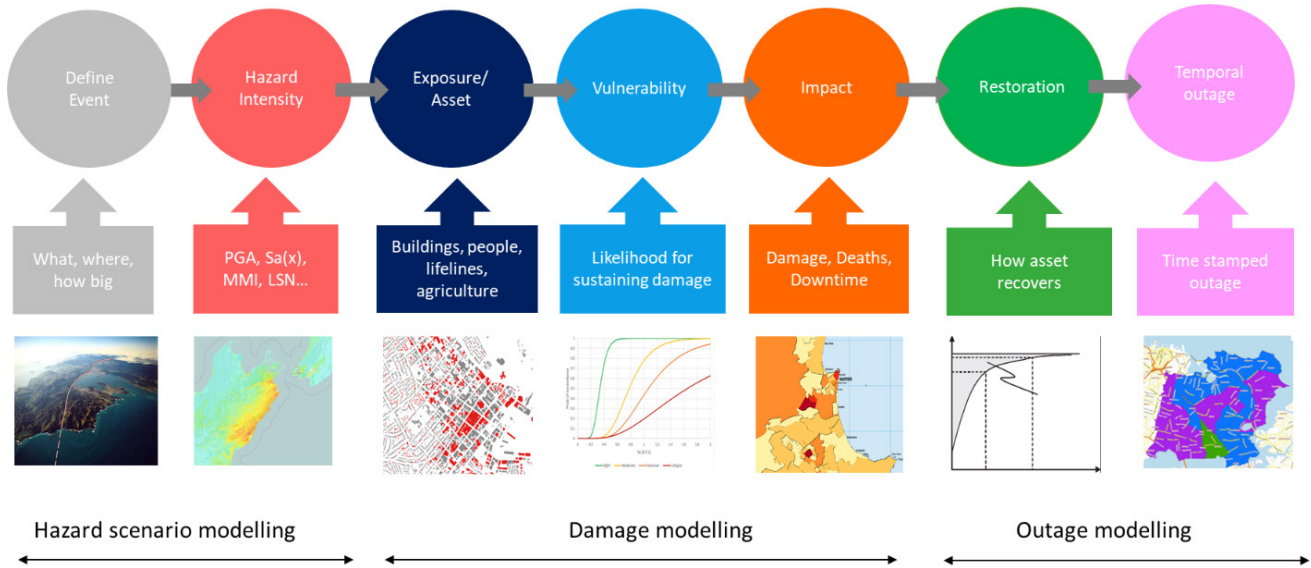 Define
Event
Hazard
Intensity
Exposure/
Asset
Vulnerability
Impact
Restoration
Temporal
outage
What, where,
how big
PGA, Sa(x),
MMI, LSN...
Buildings, people,
lifelines,
agriculture
Likelihood for
sustaining damage
Damage, Deaths,
Downtime
How asset
recovers
Time stamped
outage
Hazard scenario modelling
Damage modelling
Outage modelling